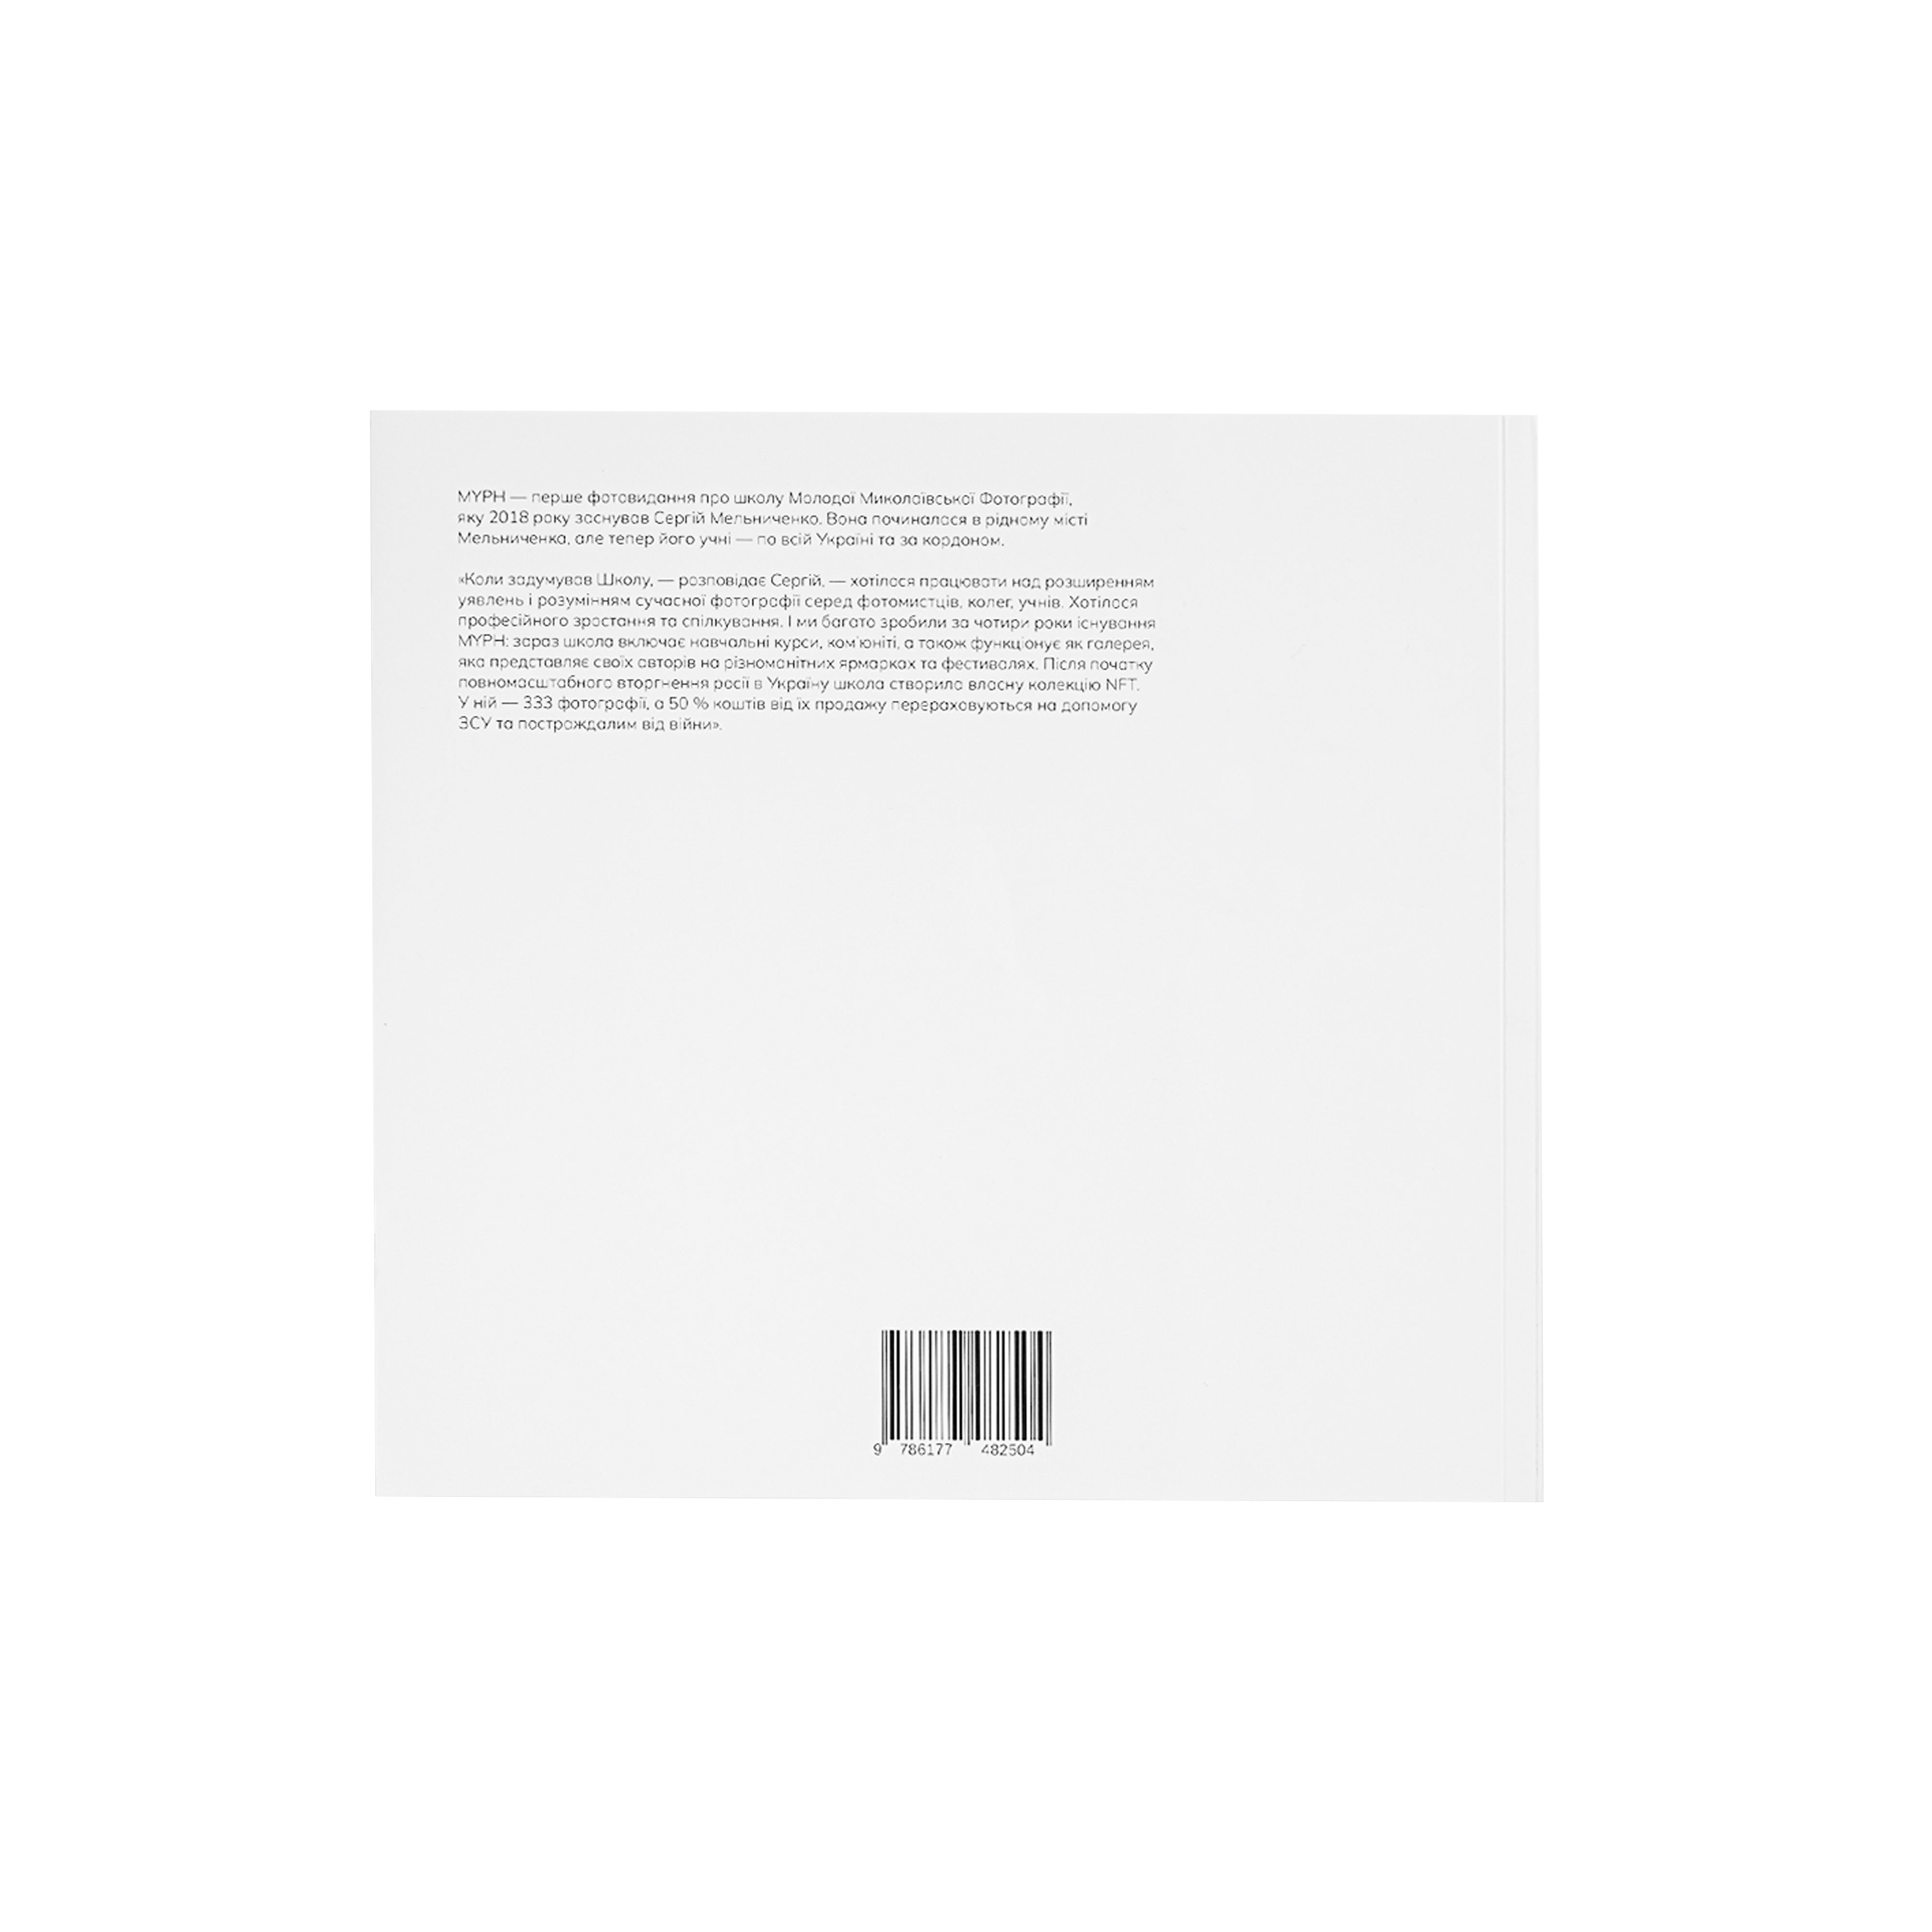 MYPH — перше фотовидання про школу Молодої Миколаївської Фотографії,
яку 2018 року заснував Сергій Мельниченко. Вона починалася в рідному місті
Мельниченка, але тепер його учні — по всій Україні та за кордоном.
«Коли задумував Школу, — розповідає Сергій, — хотілося працювати над розширенням
уявлень і розумінням сучасної фотографії серед фотомистців, колег, учнів. Хотілося
професійного зростання та спілкування. І ми багато зробили за чотири роки існування
MYPH: зараз школа включає навчальні курси, ком'юніті, а також функціонує як галерея,
яка представляє своїх авторів на різноманітних ярмарках та фестивалях. Після початку
повномасштабного вторгнення росії в Україну школа створила власну колекцію NFT.
У ній — 333 фотографії, а 50 % коштів від їх продажу перераховуються на допомогу
ЗСУ та постраждалим від війни».
9 786177 482504